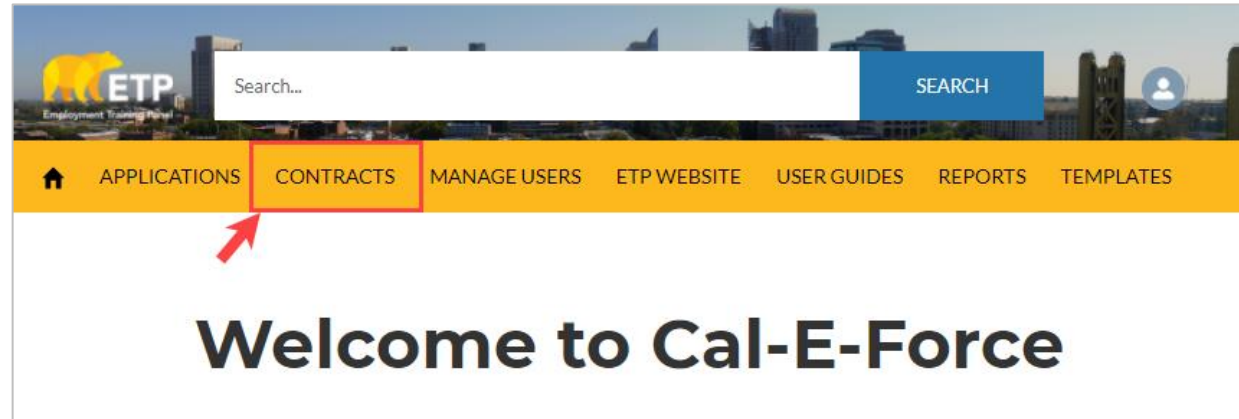 ETP
Employment Training Panel
Search...
SEARCH
APPLICATIONS CONTRACTS MANAGE USERS ETP WEBSITE USER GUIDES REPORTS TEMPLATES
Welcome to Cal-E-Force